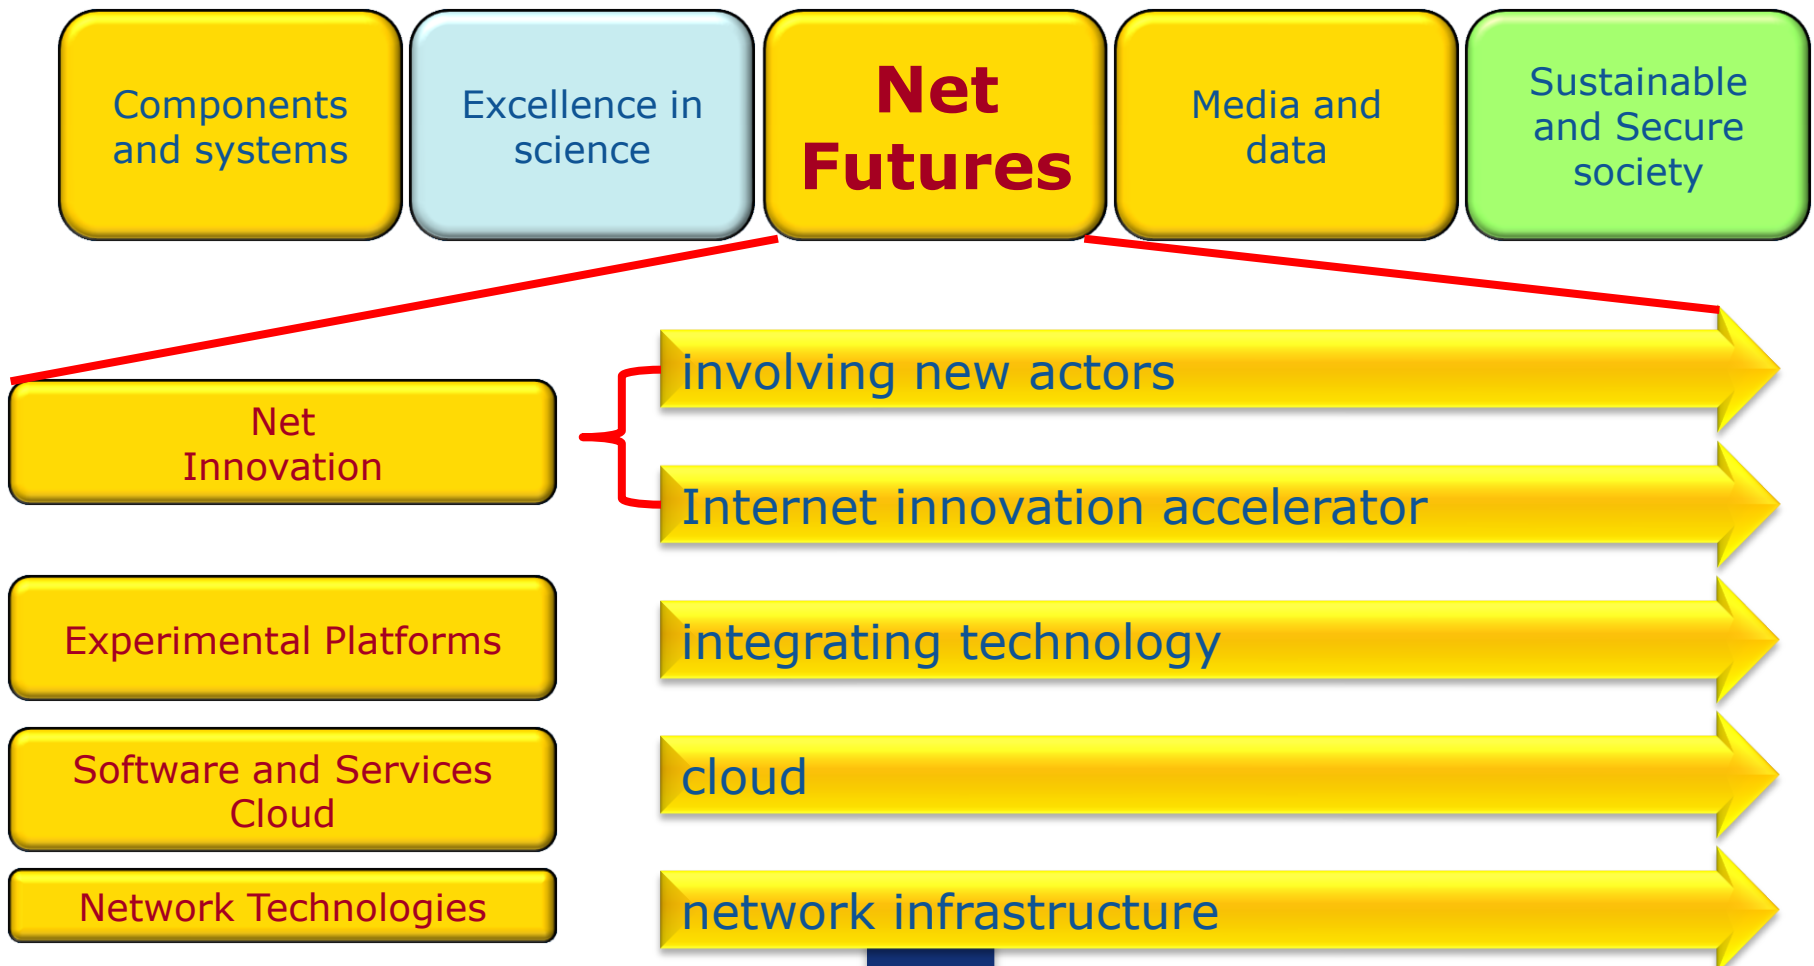 Components
and systems
Excellence in
science
Net
Futures
Media and
data
Sustainable
and Secure
society
Net
Innovation
involving new actors
Internet innovation accelerator
Experimental Platforms
integrating technology
Software and Services
Cloud
cloud
Network Technologies
network infrastructure